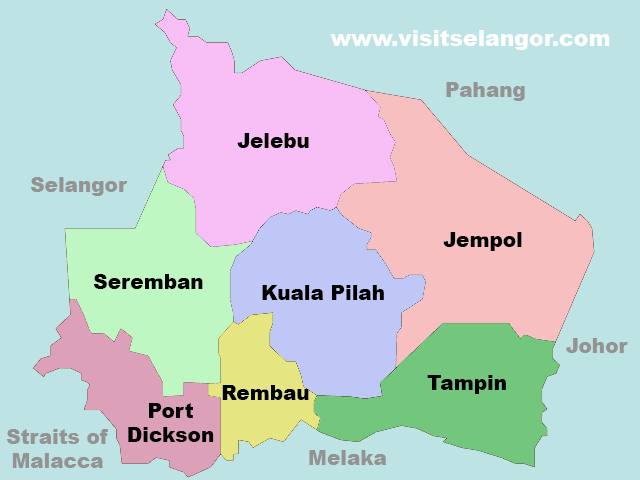 www.visitselangor.com
Pahang
Jelebu
Selangor
Jempol
Seremban
Kuala Pilah
Johor
Tampin
Rembau
Port
Dickson
Straits of
Malacca
Melaka